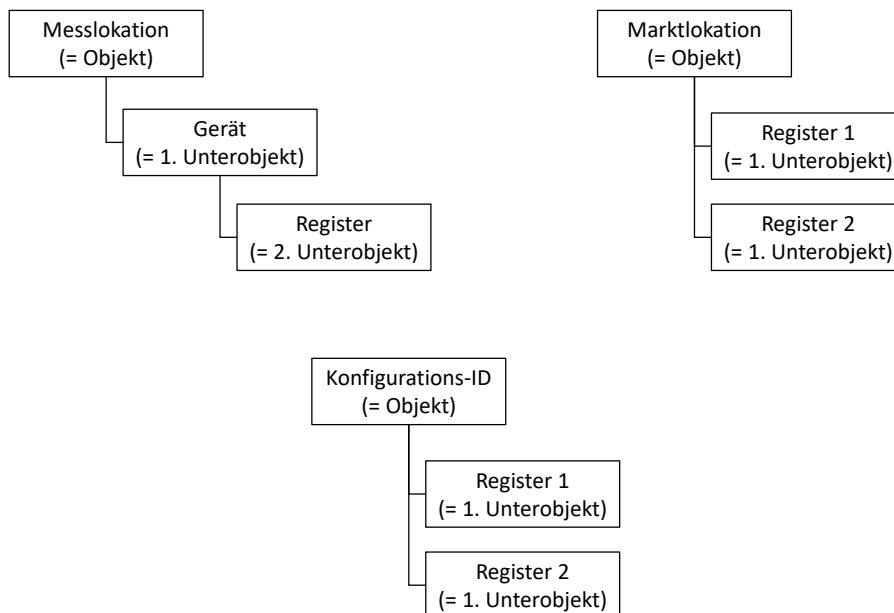 Messlokation
(= Objekt)
Gerät
(= 1. Unterobjekt)
Register
(= 2. Unterobjekt)
Marktlokation
(= Objekt)
Register 1
(= 1. Unterobjekt)
Register 2
(= 1. Unterobjekt)
Konfigurations-ID
(= Objekt)
Register 1
(= 1. Unterobjekt)
Register 2
(= 1. Unterobjekt)